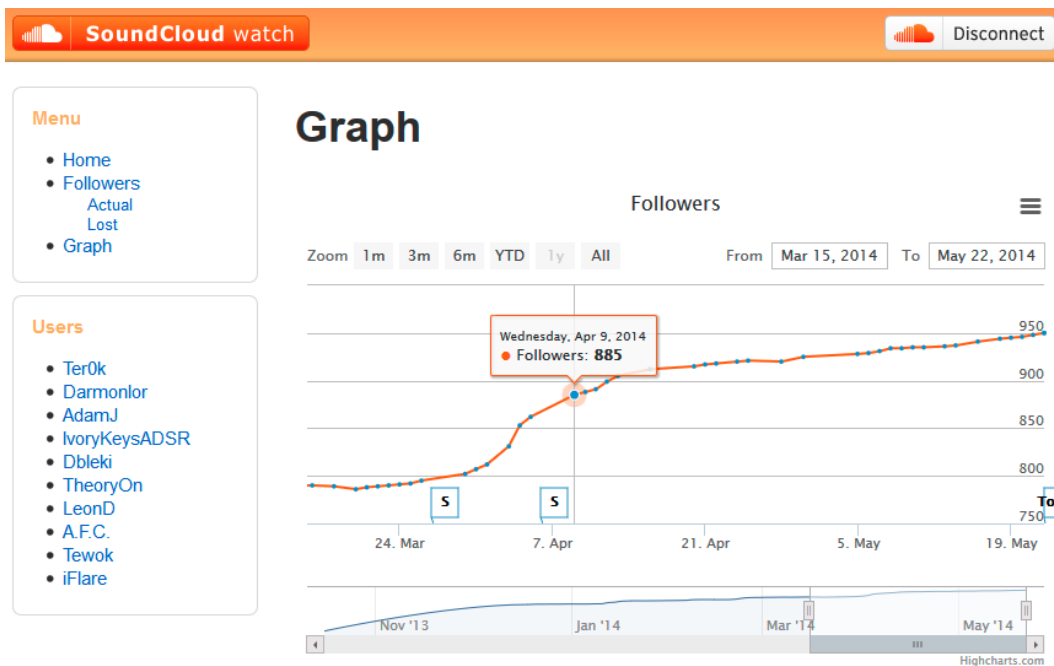 SoundCloud watch
Disconnect
Menu
Home
Followers
Actual
Lost
Graph
Users
Ter0k
Darmonlor
AdamJ
IvoryKeysADSR
Dbleki
TheoryOn
LeonD
A.F.C.
Tewok
iFlare
Graph
Followers
Zoom 1m 3m 6m YTD 1y All From Mar 15, 2014 To May 22, 2014
950
Wednesday, Apr 9, 2014
Followers: 885
900
850
800
S S To
750
24. Mar 7. Apr 21. Apr 5. May 19. May
Nov '13 Jan '14 Mar '14 May '14
Highcharts.com